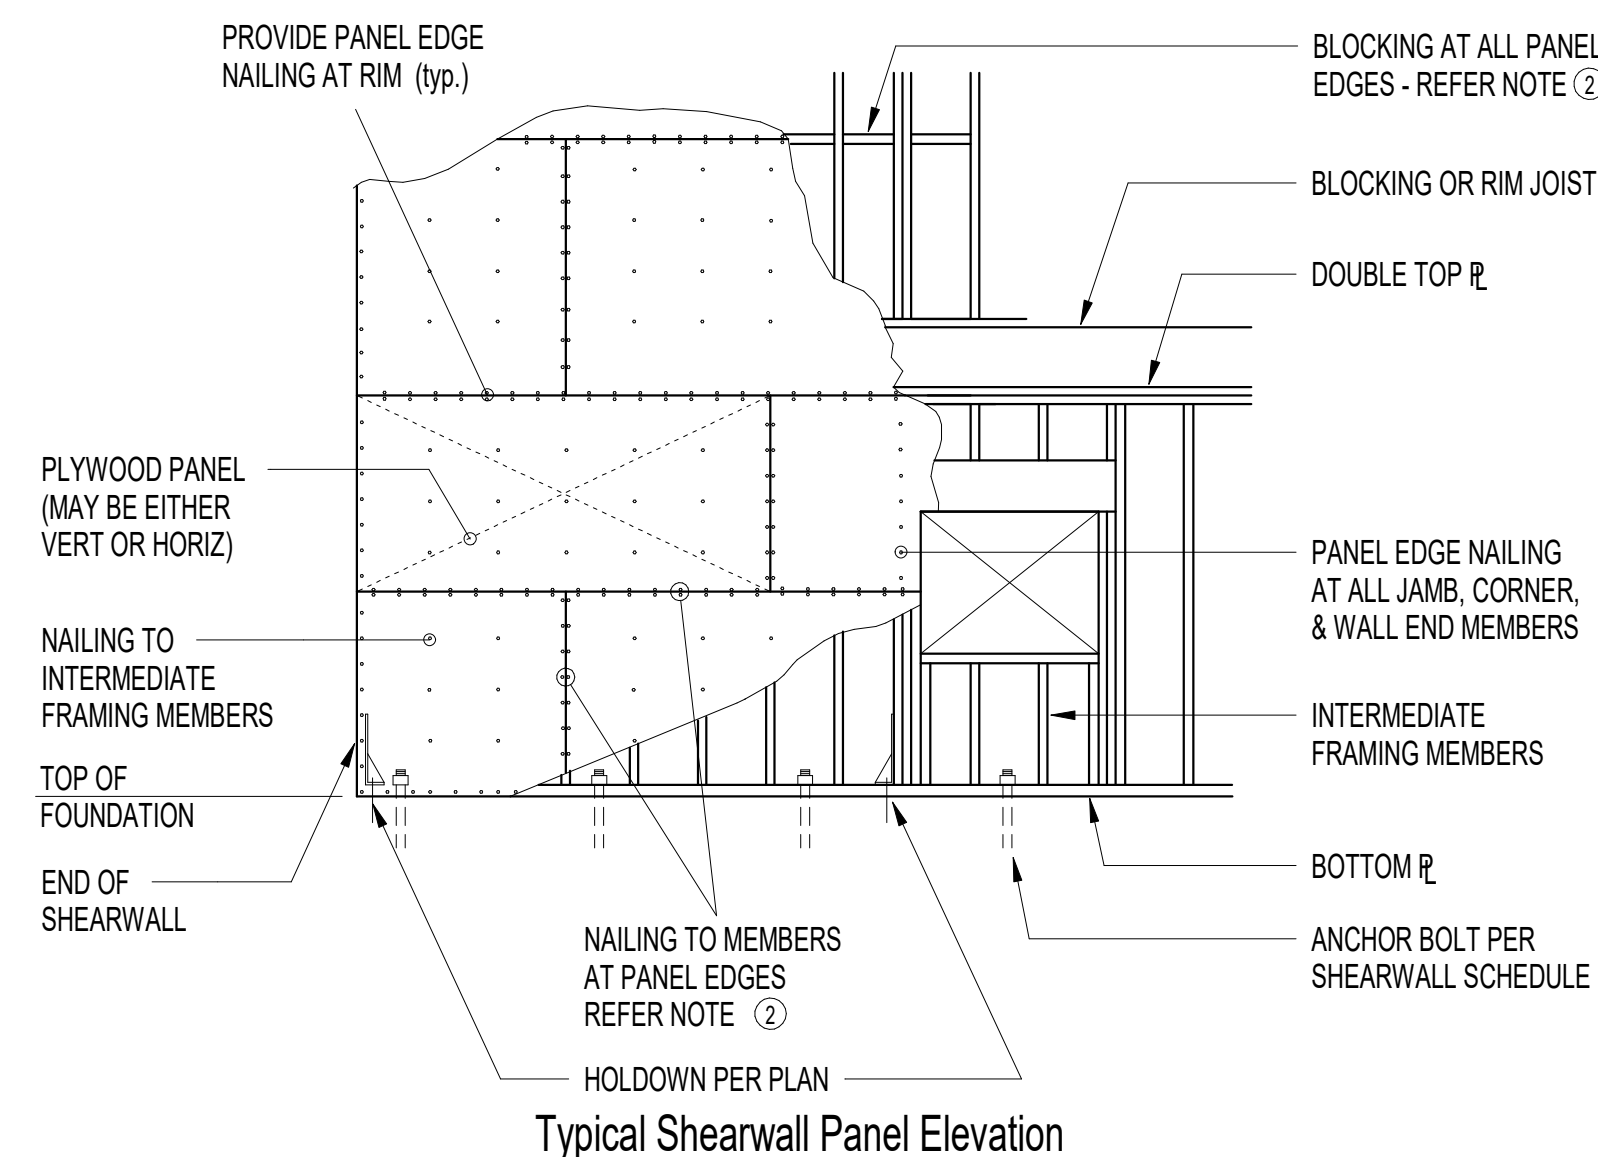 PROVIDE PANEL EDGE
NAILING AT RIM (typ.)
BLOCKING AT ALL PANEL
EDGES - REFER NOTE 2
BLOCKING OR RIM JOIST
DOUBLE TOP ⅊
PLYWOOD PANEL
(MAY BE EITHER
VERT OR HORIZ)
PANEL EDGE NAILING
AT ALL JAMB, CORNER,
& WALL END MEMBERS
NAILING TO
INTERMEDIATE
FRAMING MEMBERS
INTERMEDIATE
FRAMING MEMBERS
TOP OF
FOUNDATION
END OF
SHEARWALL
BOTTOM ⅊
NAILING TO MEMBERS
AT PANEL EDGES
REFER NOTE 2
ANCHOR BOLT PER
SHEARWALL SCHEDULE
HOLDOWN PER PLAN
Typical Shearwall Panel Elevation